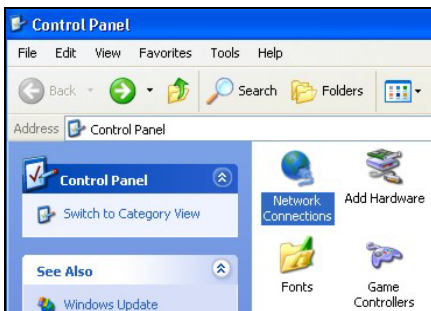 Control Panel
File Edit View Favorites Tools Help
Back Search Folders
Address Control Panel
Control Panel
Switch to Category View
See Also
Windows Update
Network
Connections
Add Hardware
Fonts
Game
Controllers